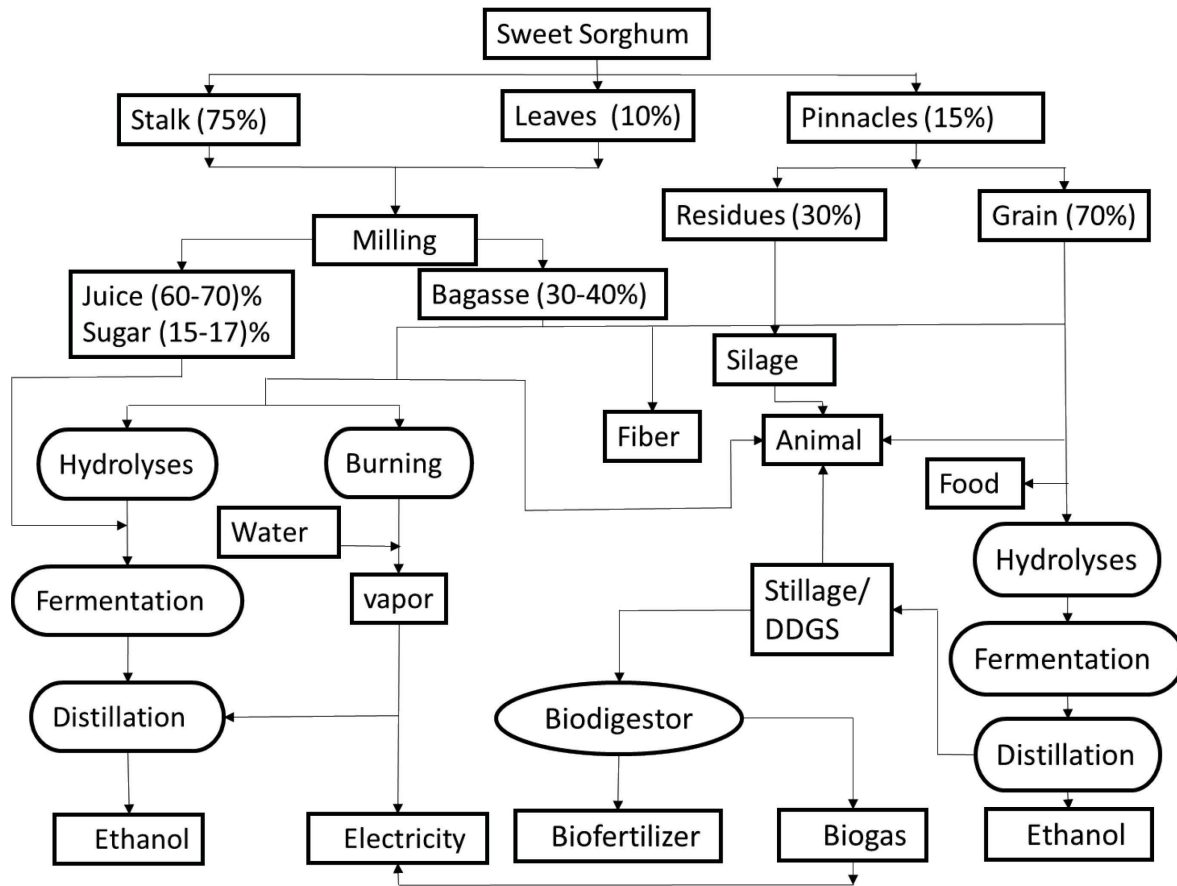 Sweet Sorghum
Stalk (75%)
Leaves (10%)
Pinnacles (15%)
Residues (30%)
Grain (70%)
Milling
Juice (60-70)%
Sugar (15-17)%
Bagasse (30-40%)
Silage
Fiber
Animal
Hydrolyses
Burning
Food
Water
Hydrolyses
Fermentation
vapor
Stillage/
DDGS
Fermentation
Distillation
Biodigestor
Distillation
Ethanol
Electricity
Biofertilizer
Biogas
Ethanol